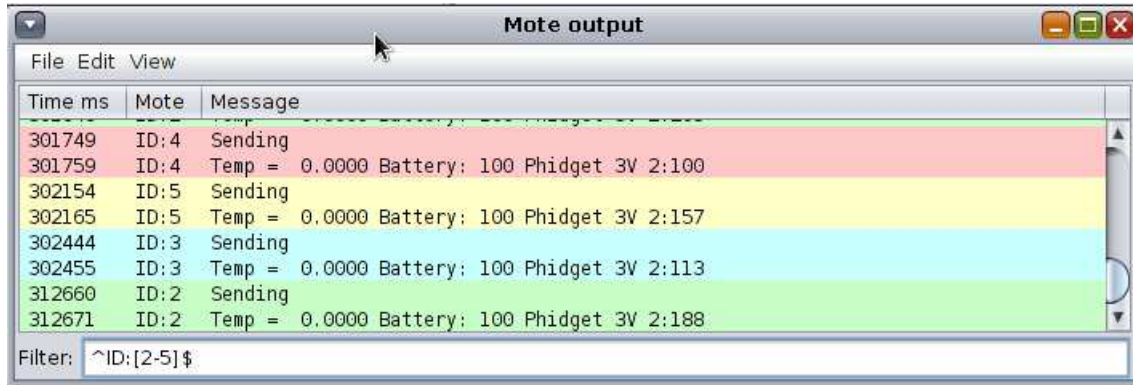 Mote output
File Edit View
Time ms Mote Message
301749 ID:4 Sending
301759 ID:4 Temp = 0.0000 Battery: 100 Phidget 3V 2:100
302154 ID:5 Sending
302165 ID:5 Temp = 0.0000 Battery: 100 Phidget 3V 2:157
302444 ID:3 Sending
302455 ID:3 Temp = 0.0000 Battery: 100 Phidget 3V 2:113
312660 ID:2 Sending
312671 ID:2 Temp = 0.0000 Battery: 100 Phidget 3V 2:188
Filter: ^ID:[2-5]$